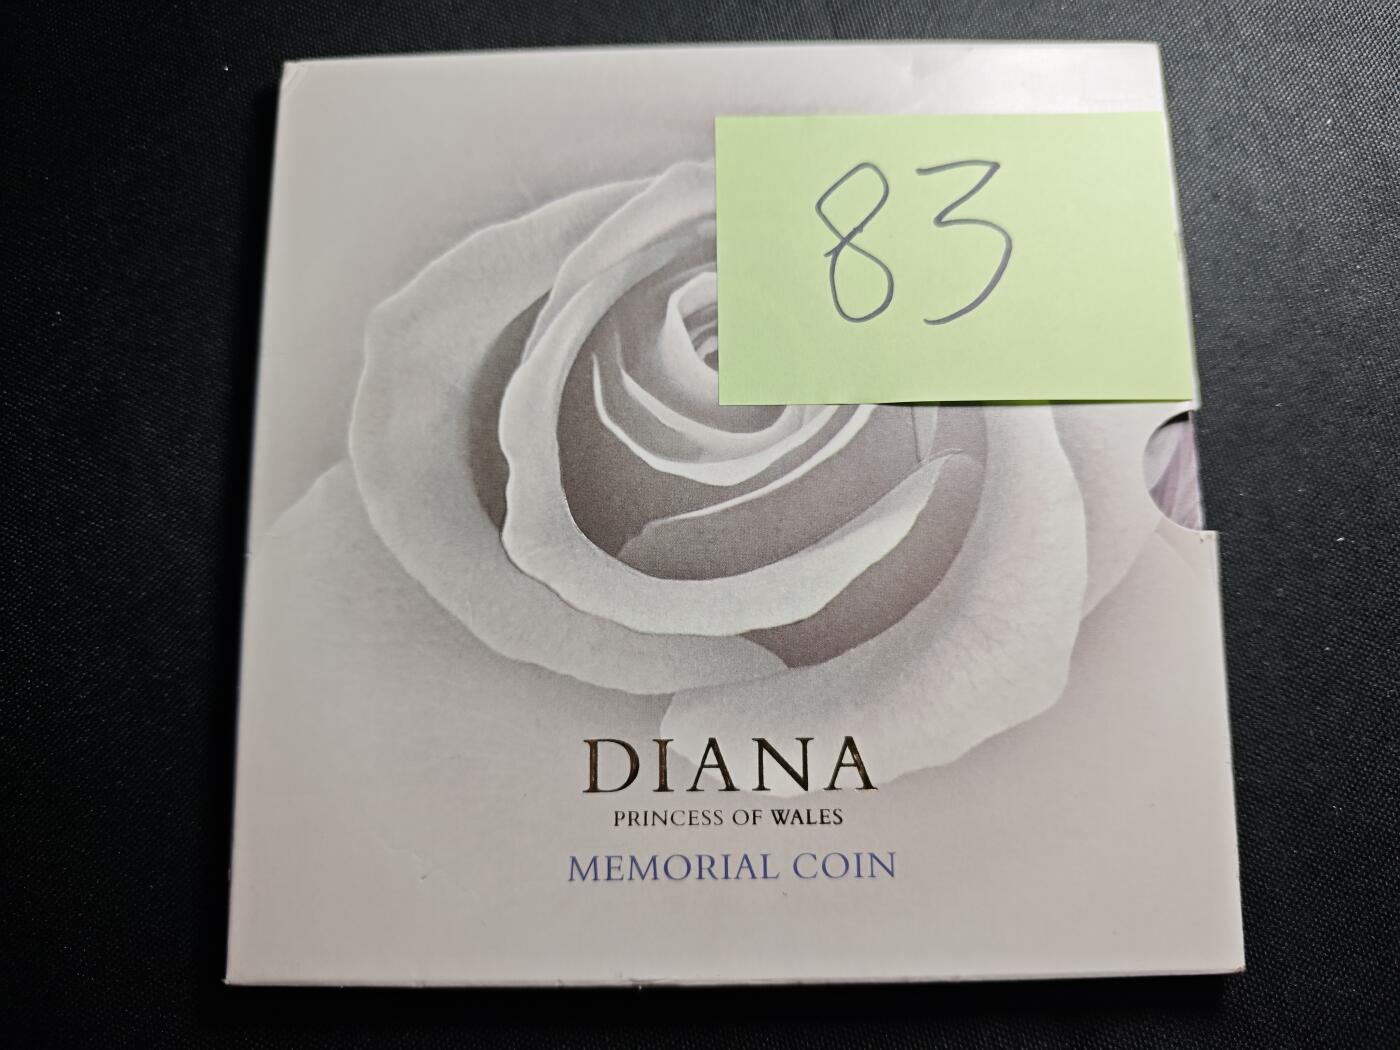 83
DIANA
PRINCESS OF WALES
MEMORIAL COIN